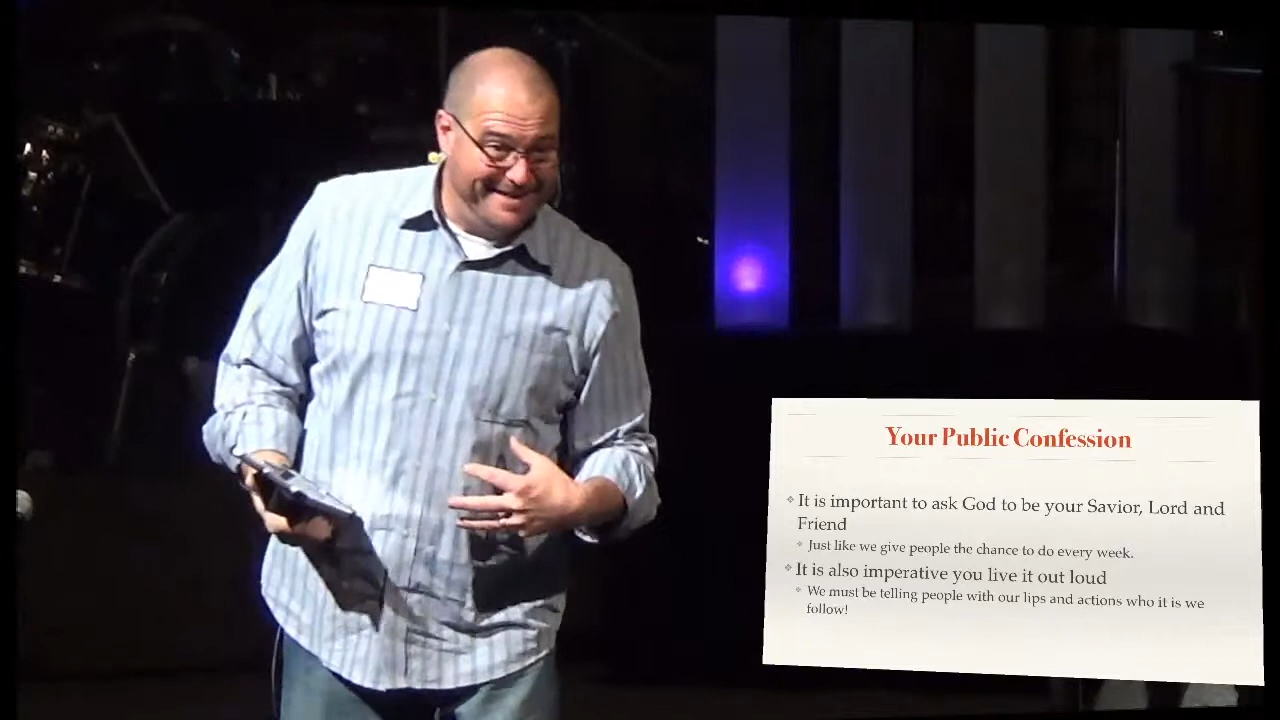 Your Public Confession
It is important to ask God to be your Savior, Lord and
Friend
Just like we give people the chance to do every week.
It is also imperative you live it out loud
We must be telling people with our lips and actions who it is we
follow!